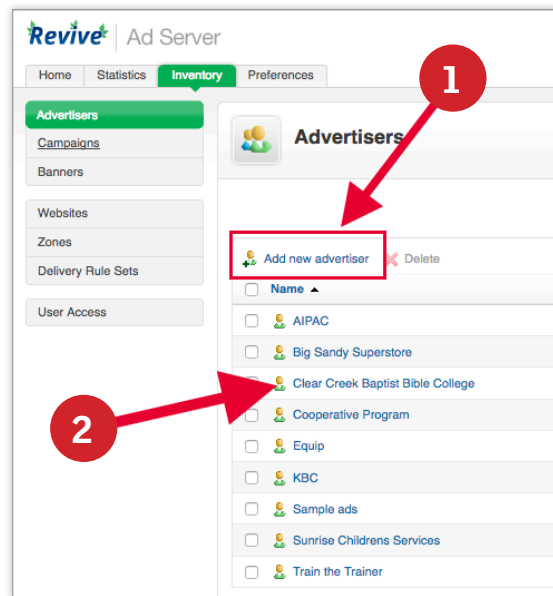 Revive Ad Server
Home Statistics Inventory Preferences
1
Advertisers
Campaigns
Banners
Websites
Zones
Delivery Rule Sets
User Access
Advertisers
Add new advertiser Delete
Name
AIPAC
Big Sandy Superstore
Clear Creek Baptist Bible College
2
Cooperative Program
Equip
KBC
Sample ads
Sunrise Childrens Services
Train the Trainer